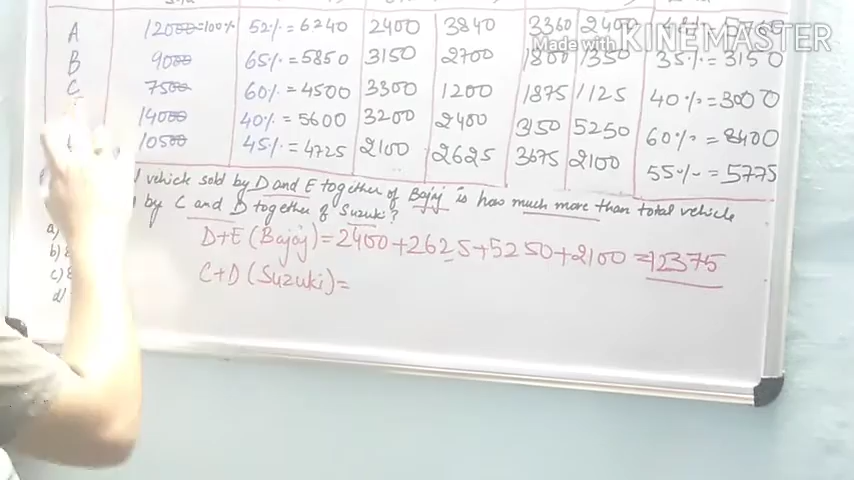 A 12000=100% 52%=6240 2400 3840 3360 2400
B 9000 65%=5850 3150 2700 1800 1350 35%=3150
C 7500 60%=4500 3300 1200 1875 1125 40%=3000
14000 40%=5600 3200 2400 3150 5250 60%=8400
10500 45%=4725 2100 2625 3675 2100 55%=5775
Made with KINEMASTER
vehicle sold by D and E together of Bajaj is how much more than total vehicle
by C and D together of Suzuki?
a)
b)
c)
d)
D+E (Bajaj)=2400+2625+5250+2100=12375
C+D (Suzuki)=